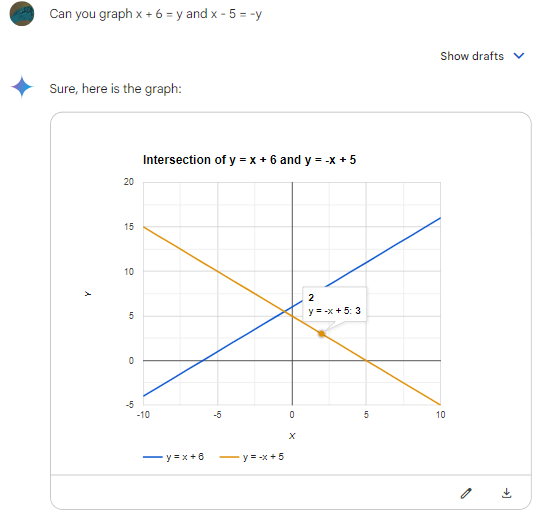 Can you graph x + 6 = y and x - 5 = -y
Show drafts
Sure, here is the graph:
Intersection of y = x + 6 and y = -x + 5
20
15
10
5
0
-5
Y
2
y = -x + 5: 3
-10
-5
0
5
10
X
y = x + 6
y = -x + 5